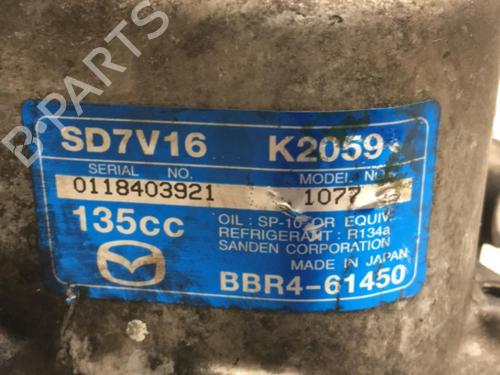 B-PARTS
SD7V16 K2059
SERIAL NO. MODEL NO.
0118403921 1077
135cc OIL : SP-10 OR EQUIV.
REFRIGERANT : R134a
SANDEN CORPORATION
MADE IN JAPAN
BBR4-61450